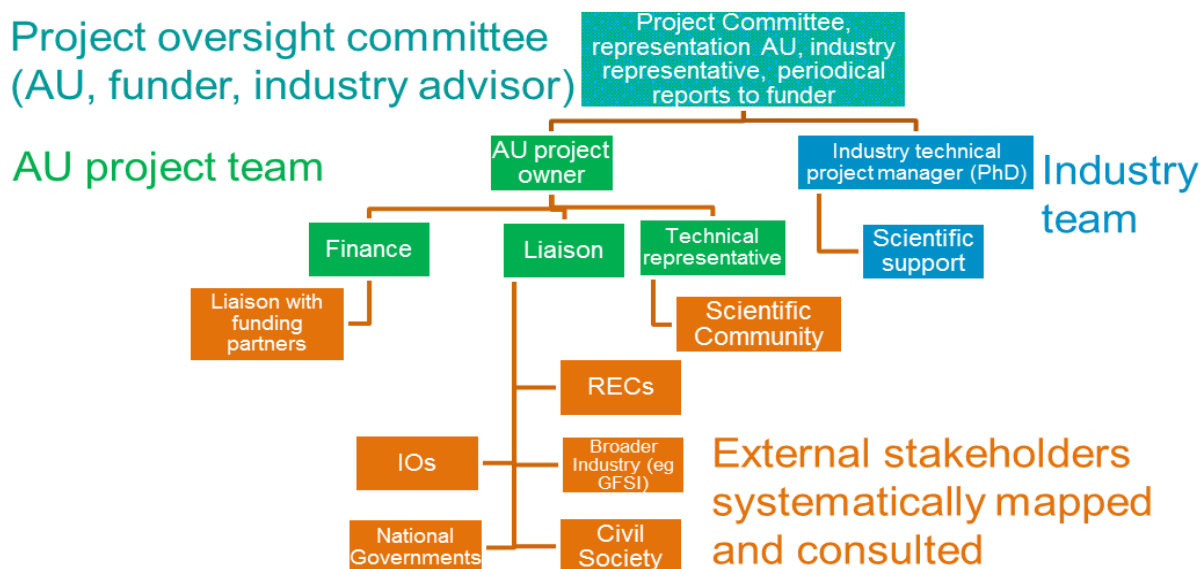 Project oversight committee
(AU, funder, industry advisor)
Project Committee,
representation AU, industry
representative, periodical
reports to funder
AU project team
AU project
owner
Industry technical
project manager (PhD)
Industry
team
Finance
Liaison
Technical
representative
Scientific
support
Liaison with
funding
partners
Scientific
Community
RECs
IOs
Broader
Industry (eg
GFSI)
National
Governments
Civil
Society
External stakeholders
systematically mapped
and consulted